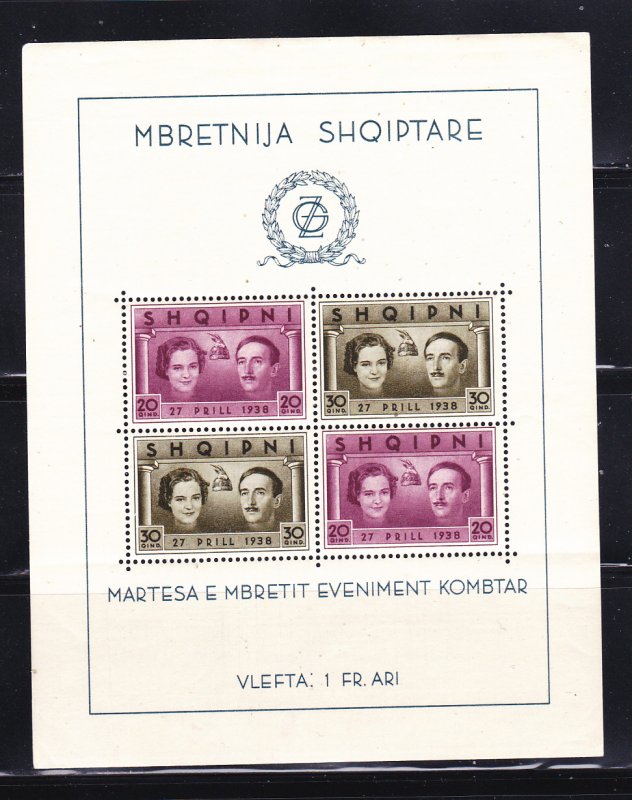 MBRETNIJA SHQIPTARE
ZG
SHQIPNI
20 QIND. 27 PRILL 1938 20 QIND.
SHQIPNI
30 QIND. 27 PRILL 1938 30 QIND.
SHQIPNI
30 QIND. 27 PRILL 1938 30 QIND.
SHQIPNI
20 QIND. 27 PRILL 1938 20 QIND.
MARTESA E MBRETIT EVENIMENT KOMBTAR
VLEFTA: 1 FR. ARI